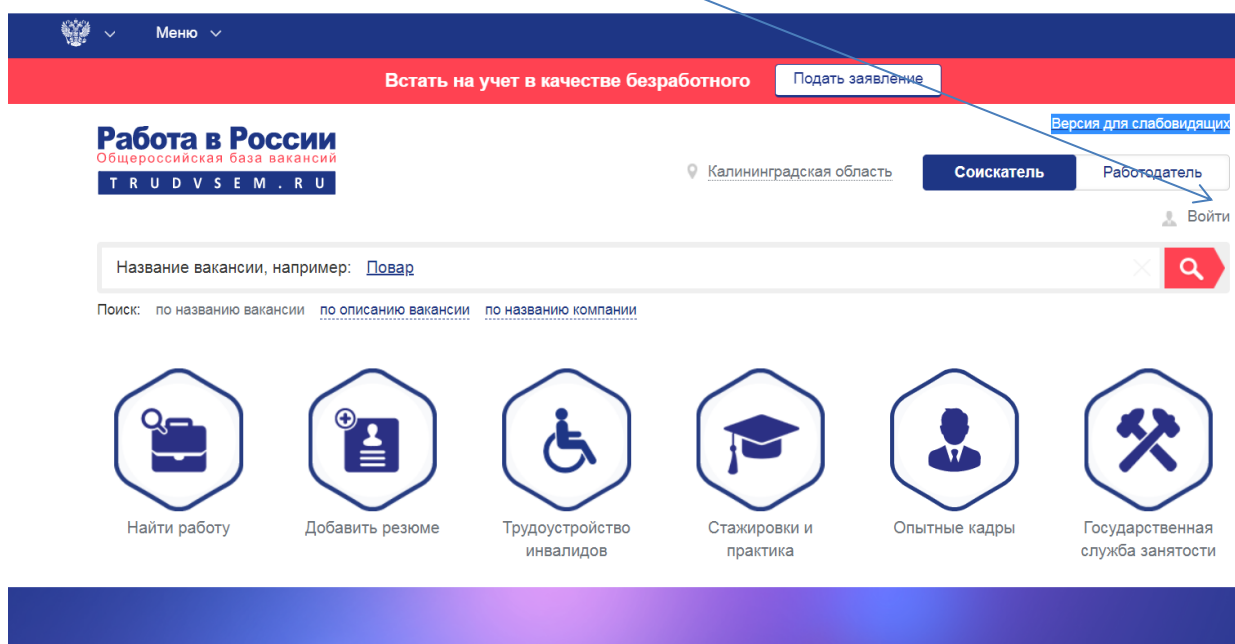 Меню
Встать на учет в качестве безработного Подать заявление
Версия для слабовидящих
Работа в России
Общероссийская база вакансий
TRUDVSEM.RU
Калининградская область Соискатель Работодатель
Войти
Название вакансии, например: Повар
Поиск: по названию вакансии по описанию вакансии по названию компании
Найти работу
Добавить резюме
Трудоустройство
инвалидов
Стажировки и
практика
Опытные кадры
Государственная
служба занятости